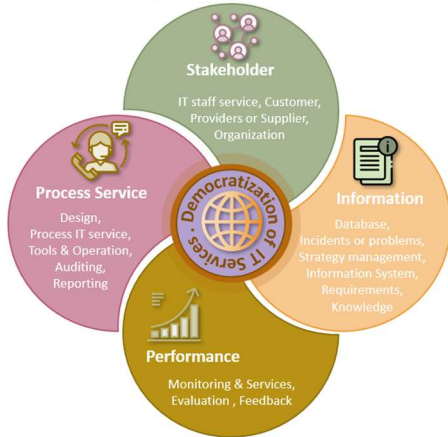 Stakeholder
IT staff service, Customer,
Providers or Supplier,
Organization
Process Service
Design,
Process IT service,
Tools & Operation,
Auditing,
Reporting
Democratization of
IT Services .
Information
Database,
Incidents or problems,
Strategy management,
Information System,
Requirements,
Knowledge
Performance
Monitoring & Services,
Evaluation , Feedback